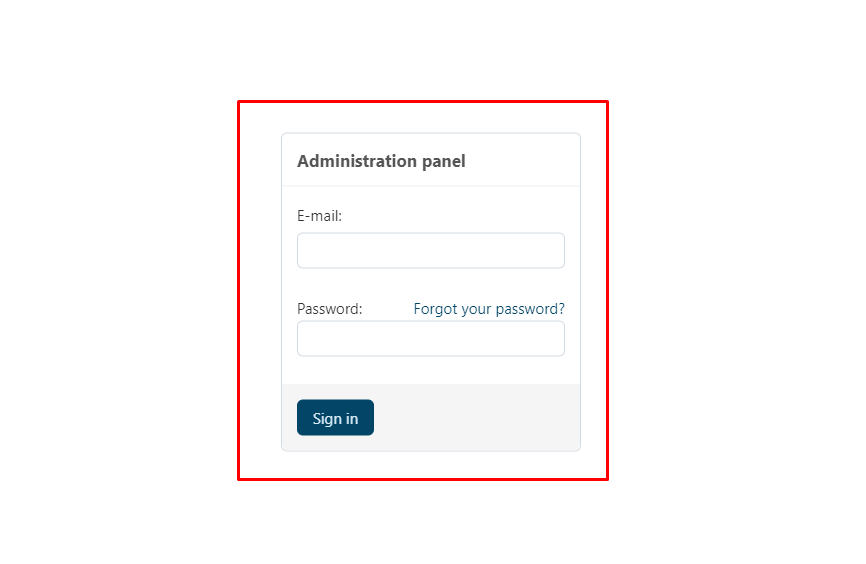 Administration panel
E-mail:
Password: Forgot your password?
Sign in